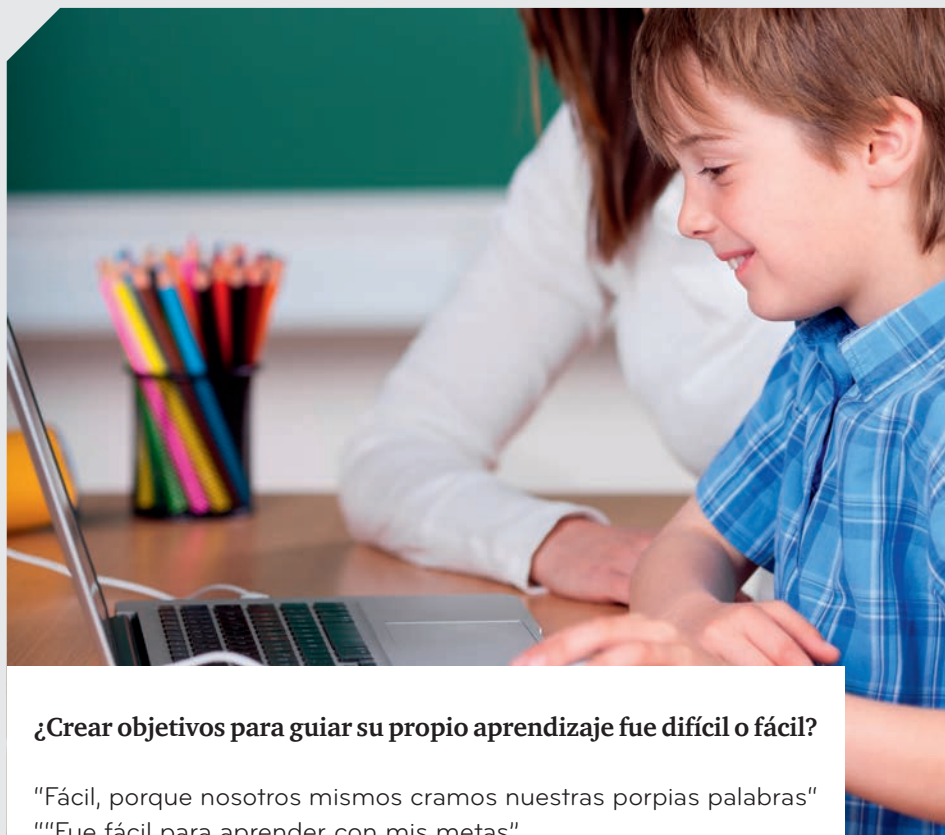 ¿Crear objetivos para guiar su propio aprendizaje fue difícil o fácil?
"Fácil, porque nosotros mismos cramos nuestras porpias palabras"
""Fue fácil para aprender con mis metas"